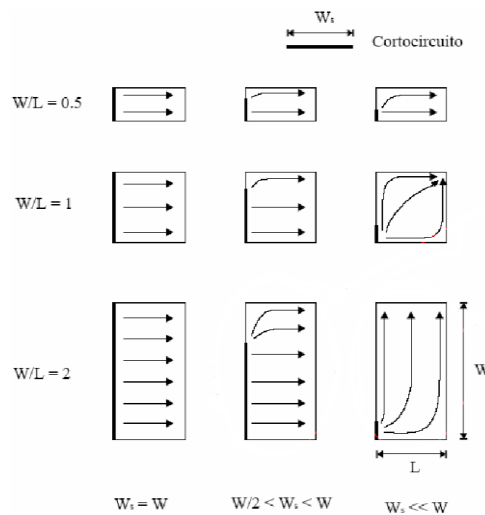 Wₛ
Cortocircuito
W/L = 0.5
W/L = 1
W/L = 2
W
L
Wₛ = W
W/2 < Wₛ < W
Wₛ << W